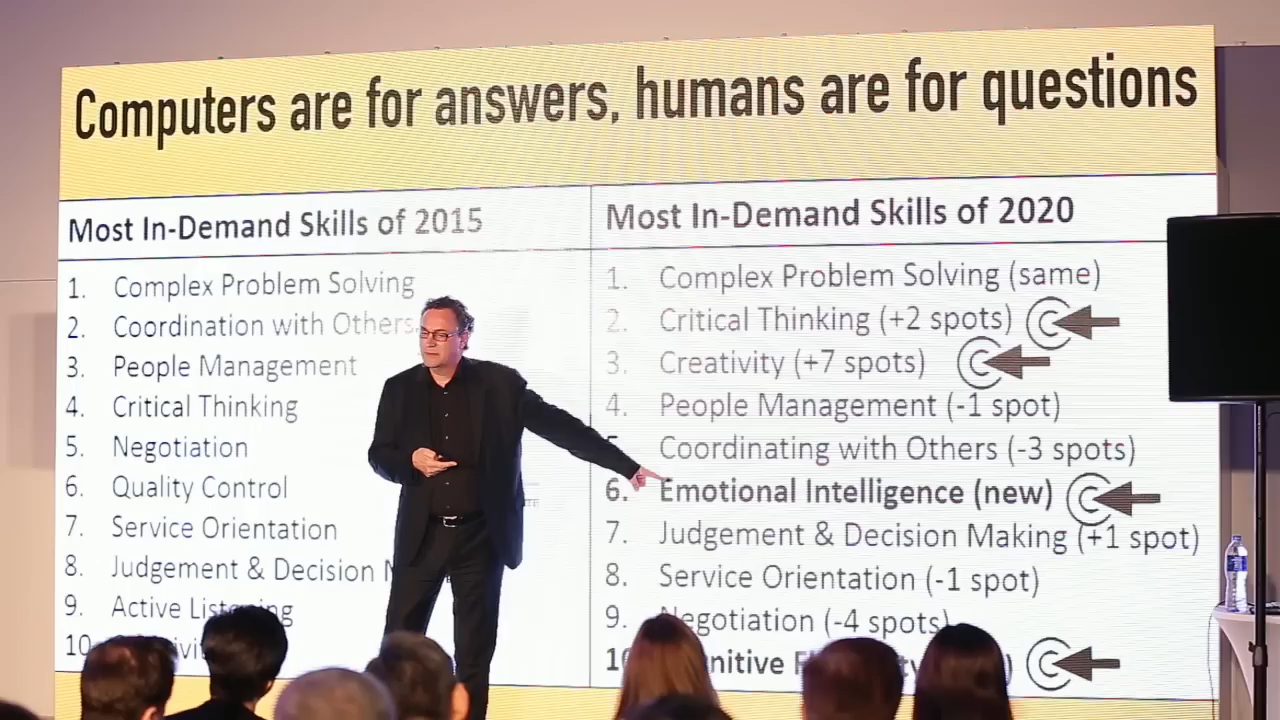 Computers are for answers, humans are for questions
Most In-Demand Skills of 2015
1. Complex Problem Solving
2. Coordination with Others
3. People Management
4. Critical Thinking
5. Negotiation
6. Quality Control
7. Service Orientation
8. Judgement & Decision
9. Active Listening
10.
Most In-Demand Skills of 2020
1. Complex Problem Solving (same)
2. Critical Thinking (+2 spots)
3. Creativity (+7 spots)
4. People Management (-1 spot)
5. Coordinating with Others (-3 spots)
6. Emotional Intelligence (new)
7. Judgement & Decision Making (+1 spot)
8. Service Orientation (-1 spot)
9. Negotiation (-4 spots)
10.